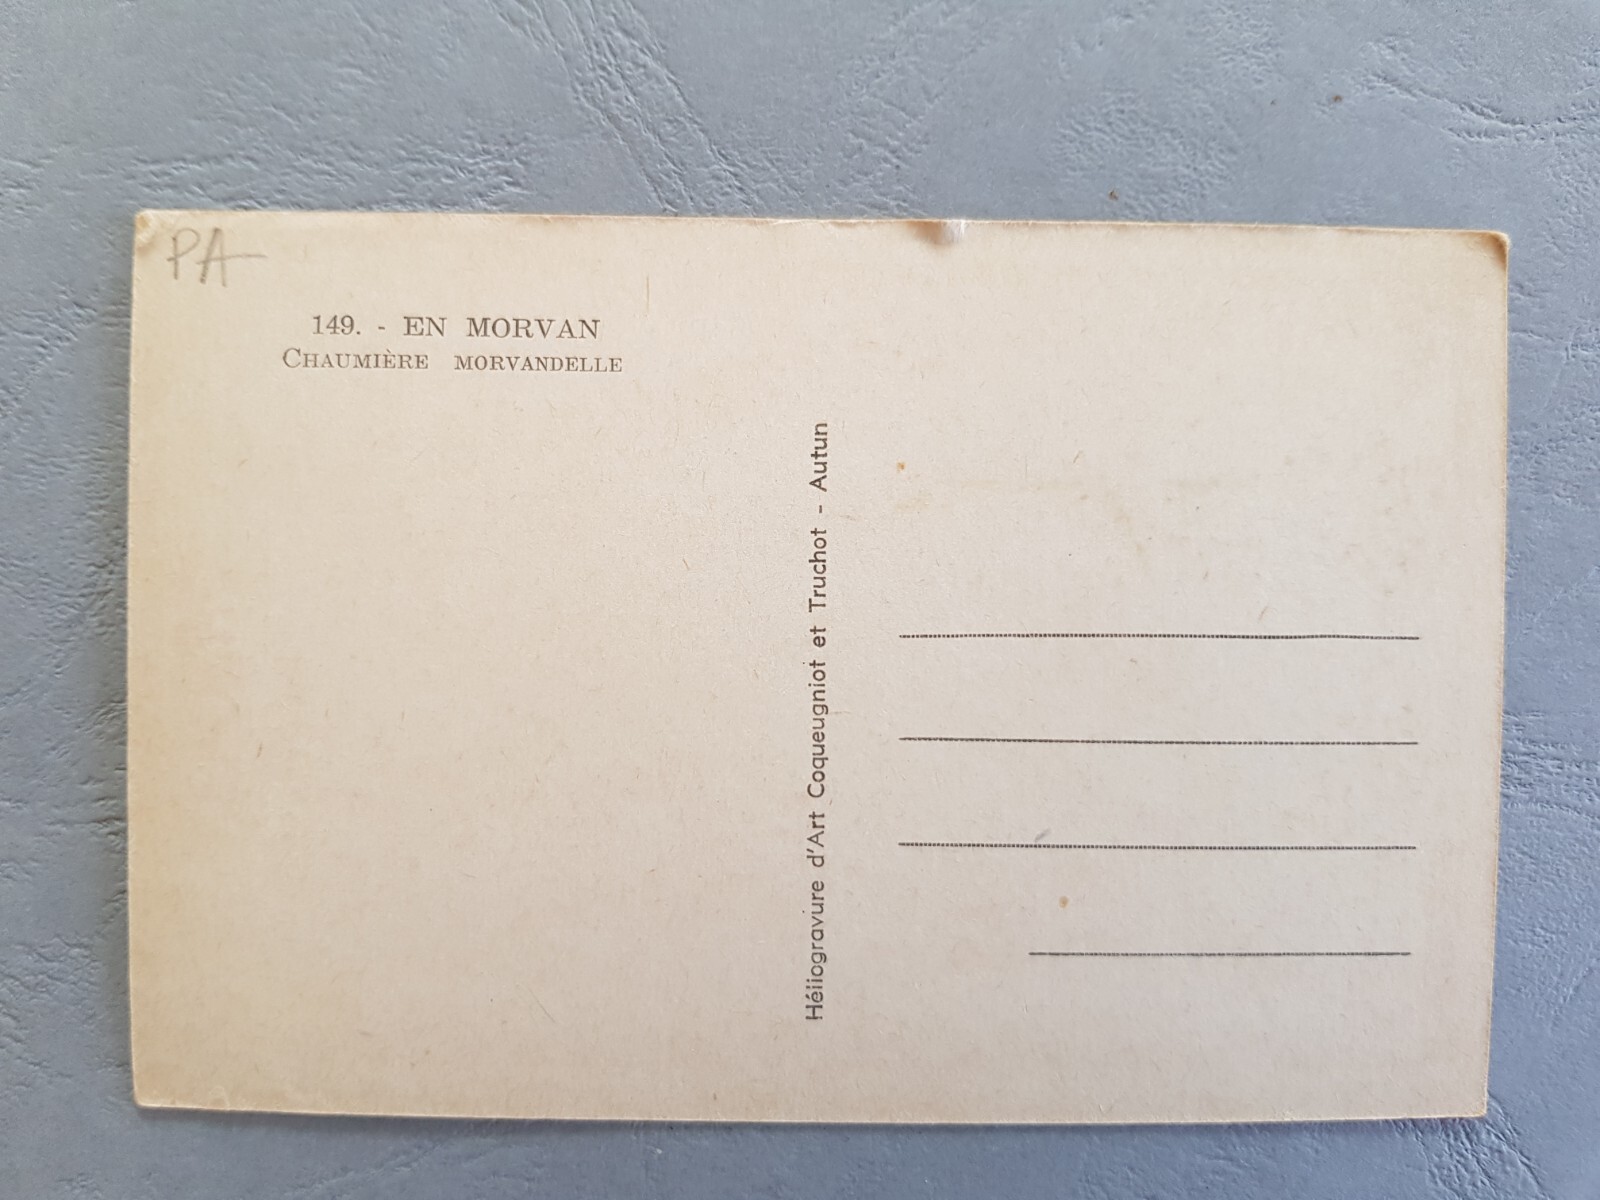 PA
149. - EN MORVAN
CHAUMIÈRE MORVANDELLE
Héliogravure d'Art Coqueugniot et Truchot - Autun